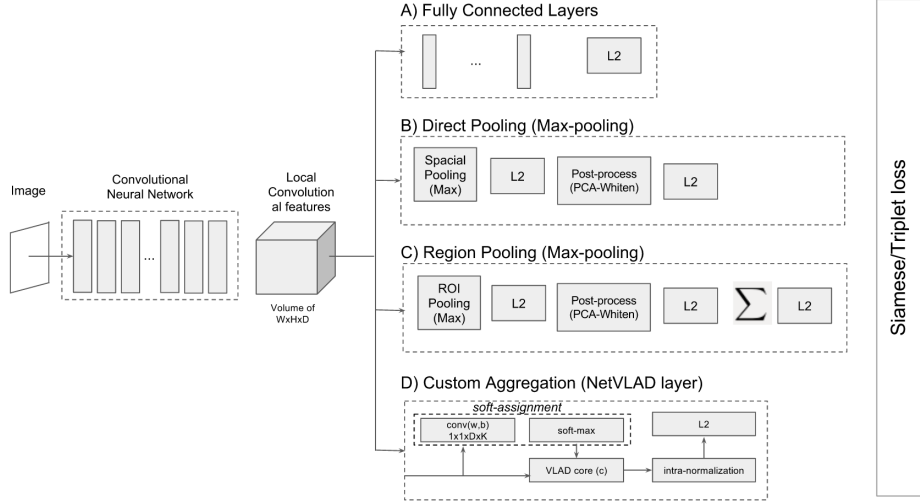 A) Fully Connected Layers
...
L2
B) Direct Pooling (Max-pooling)
Spacial
Pooling
(Max)
L2
Post-process
(PCA-Whiten)
L2
Image
Convolutional
Neural Network
...
Local
Convolution
al features
Volume of
WxHxD
C) Region Pooling (Max-pooling)
ROI
Pooling
(Max)
L2
Post-process
(PCA-Whiten)
L2
∑
L2
D) Custom Aggregation (NetVLAD layer)
soft-assignment
conv(w,b)
1x1xDxK
soft-max
L2
VLAD core (c)
intra-normalization
Siamese/Triplet loss